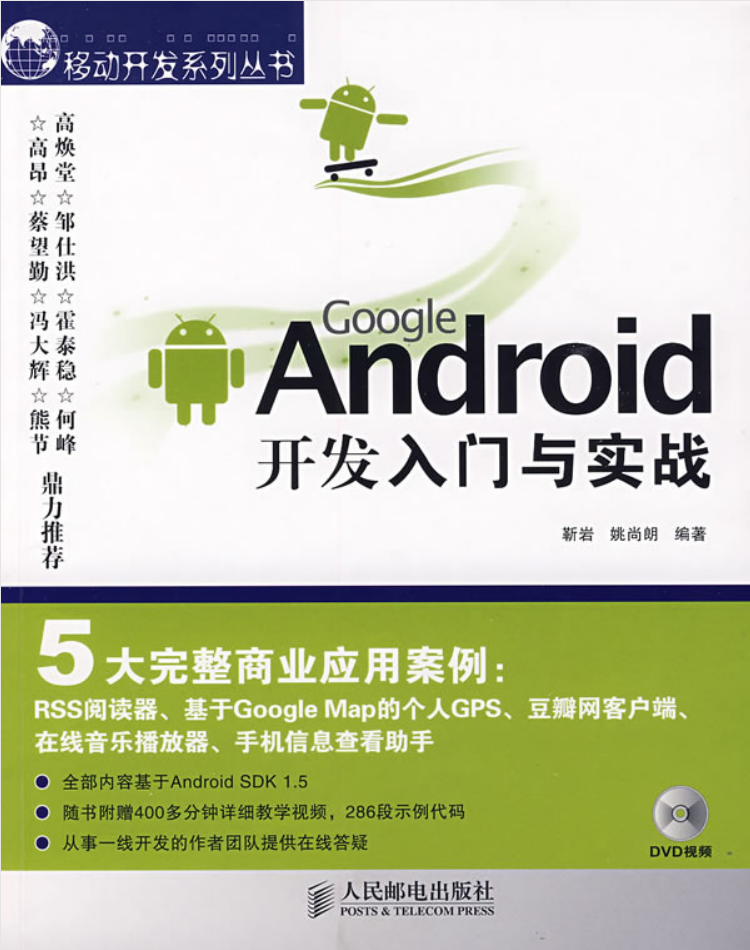 移动开发系列丛书
高焕堂☆邹仕洪☆霍泰稳☆何峰
☆高昂☆蔡望勤☆冯大辉☆熊节
鼎力推荐
Google
Android
开发入门与实战
靳岩 姚尚朗 编著
5大完整商业应用案例：
RSS阅读器、基于Google Map的个人GPS、豆瓣网客户端、
在线音乐播放器、手机信息查看助手
● 全部内容基于Android SDK 1.5
● 随书附赠400多分钟详细教学视频，286段示例代码
● 从事一线开发的作者团队提供在线答疑
DVD视频
人民邮电出版社
POSTS & TELECOM PRESS